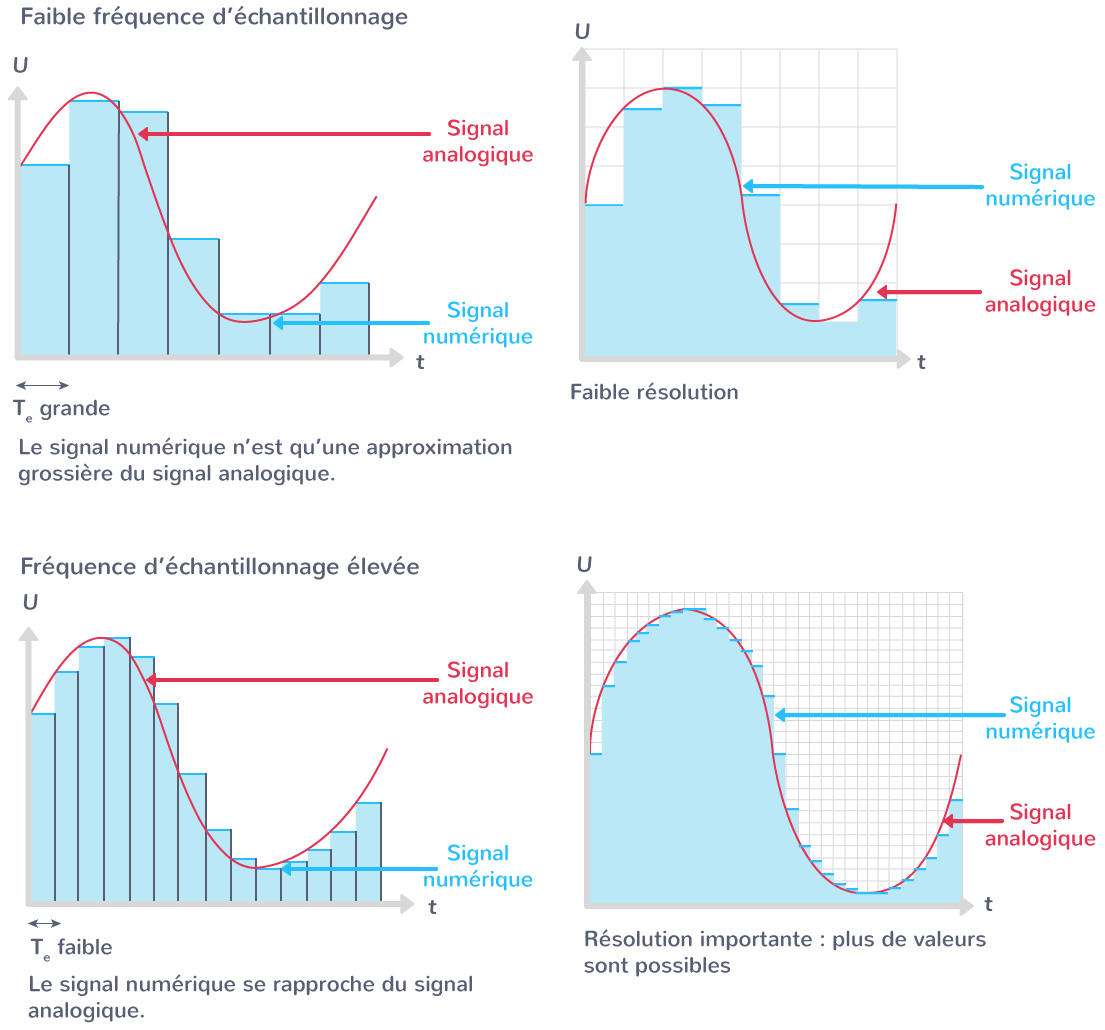 Faible fréquence d'échantillonnage
U
Signal
analogique
Signal
numérique
t
Te grande
Le signal numérique n'est qu'une approximation
grossière du signal analogique.
U
Signal
numérique
Signal
analogique
t
Faible résolution
Fréquence d'échantillonnage élevée
U
Signal
analogique
Signal
numérique
t
Te faible
Le signal numérique se rapproche du signal
analogique.
U
Signal
numérique
Signal
analogique
t
Résolution importante : plus de valeurs
sont possibles